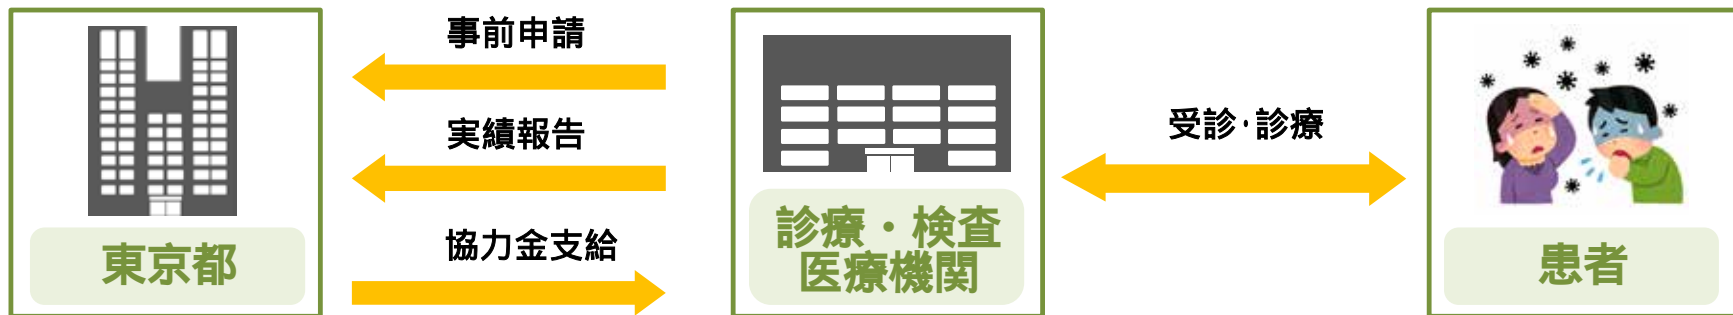 事前申請
実績報告
協力金支給
東京都
診療・検査
医療機関
受診・診療
患者